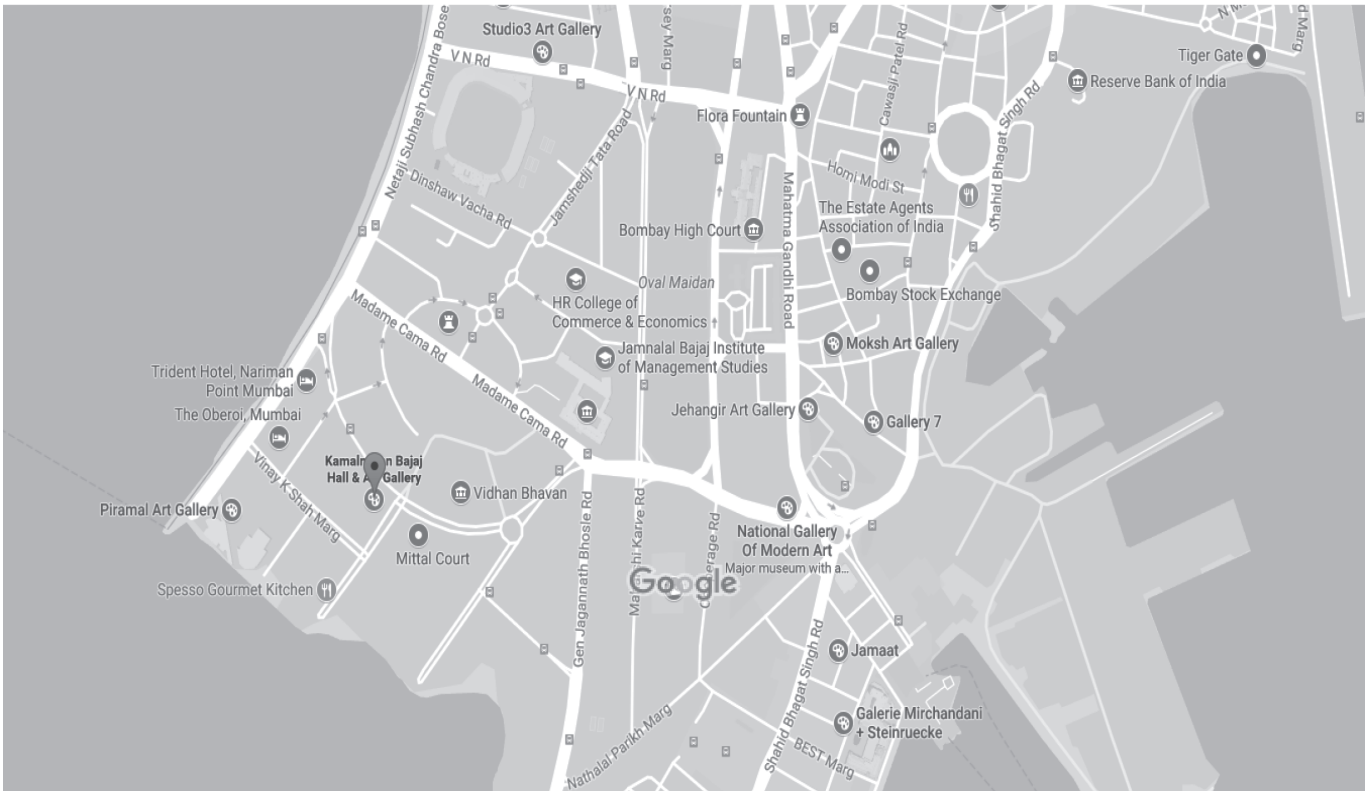 Studio3 Art Gallery
V N Rd
V N Rd
Netaji Subhash Chandra Bose
Cawasji Patel Rd
Tiger Gate
Reserve Bank of India
Flora Fountain
Shahid Bhagat Singh Rd
Jamshedji Tata Road
Dinshaw Vacha Rd
Homi Modi St
Mahatma Gandhi Road
The Estate Agents
Association of India
Bombay High Court
Oval Maidan
Bombay Stock Exchange
HR College of
Commerce & Economics
Madame Cama Rd
Moksh Art Gallery
Jamnalal Bajaj Institute
of Management Studies
Trident Hotel, Nariman
Point Mumbai
Madame Cama Rd
Jehangir Art Gallery
Gallery 7
The Oberoi, Mumbai
Vinay K Shah Marg
Bajaj
Hall & Gallery
Vidhan Bhavan
Piramal Art Gallery
Mittal Court
National Gallery
Of Modern Art
Major museum with a...
Gen Jagannath Bhosle Rd
Karve Rd
Google
Spesso Gourmet Kitchen
Shahid Bhagat Singh Rd
Jamaat
Galerie Mirchandani
+ Steinruecke
Nathalal Parikh Marg
BEST Marg